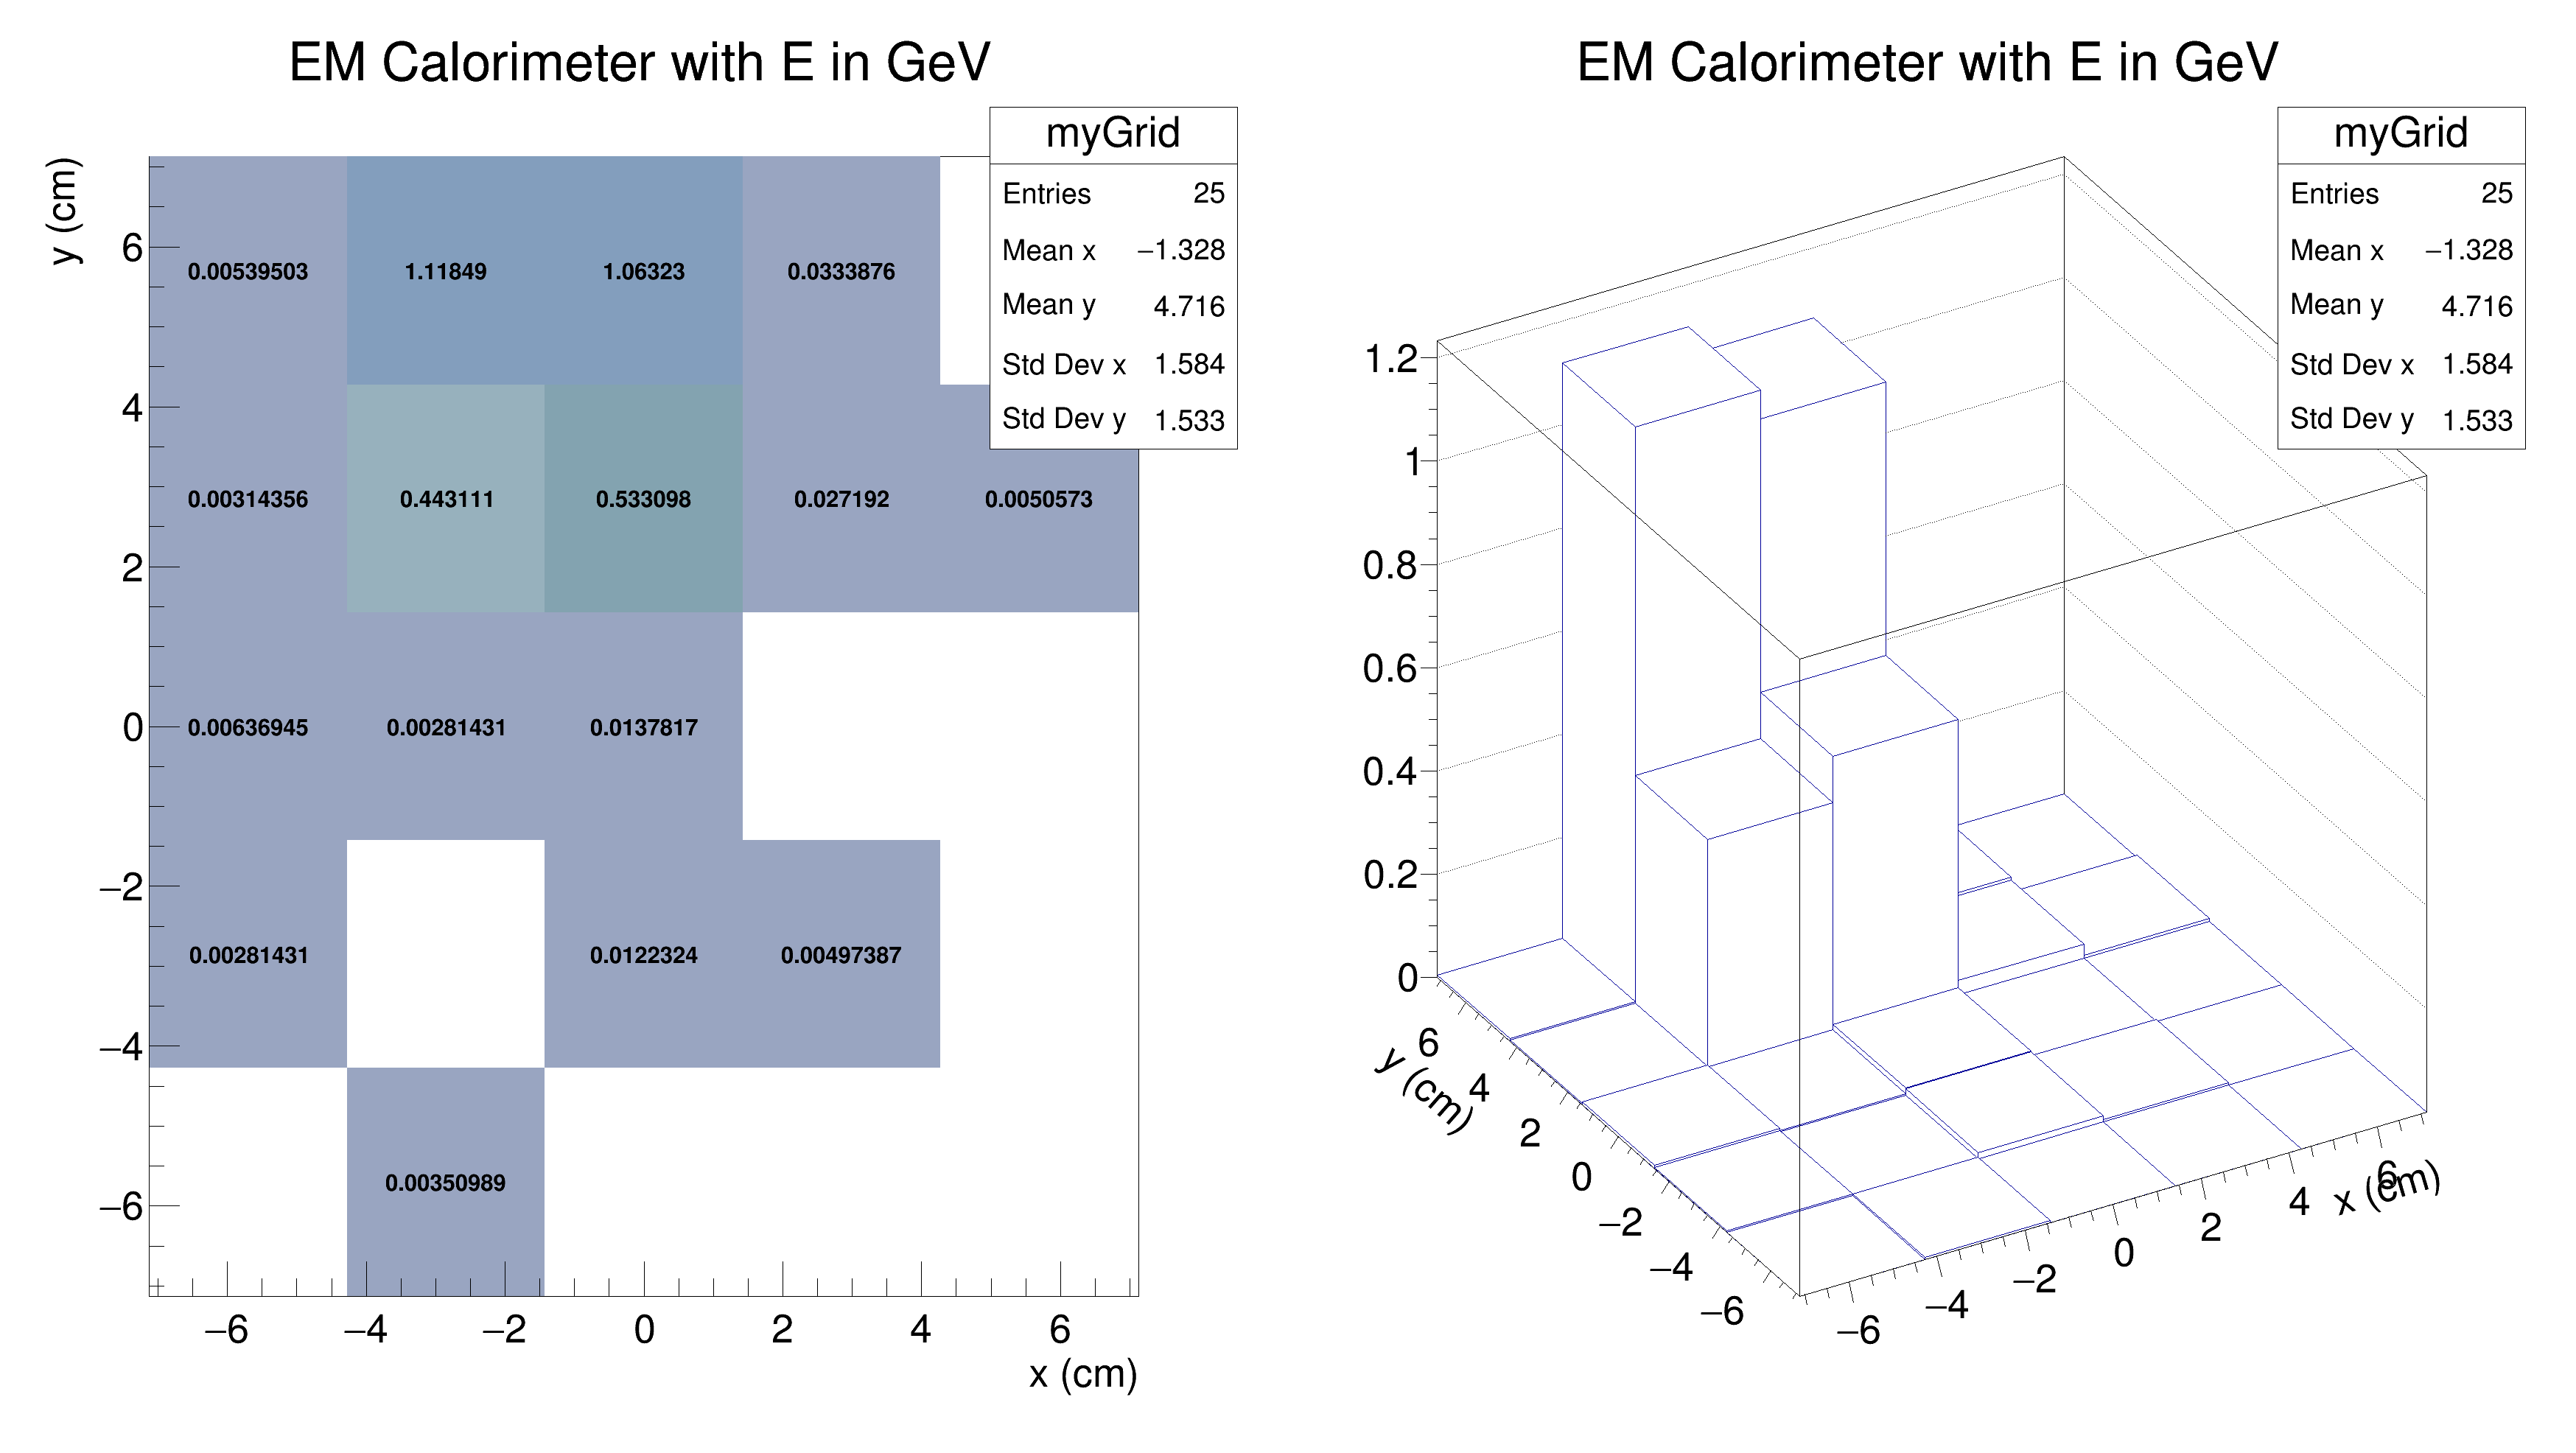 EM Calorimeter with E in GeV
myGrid
Entries 25
Mean x −1.328
Mean y 4.716
Std Dev x 1.584
Std Dev y 1.533
y (cm)
6
4
2
0
−2
−4
−6
0.00539503 1.11849 1.06323 0.0333876
0.00314356 0.443111 0.533098 0.027192 0.0050573
0.00636945 0.00281431 0.0137817
0.00281431 0.0122324 0.00497387
0.00350989
−6 −4 −2 0 2 4 6
x (cm)
EM Calorimeter with E in GeV
myGrid
Entries 25
Mean x −1.328
Mean y 4.716
Std Dev x 1.584
Std Dev y 1.533
1.2
1
0.8
0.6
0.4
0.2
0
6
4
2
0
−2
−4
−6
y (cm)
−6 −4 −2 0 2 4 6
x (cm)